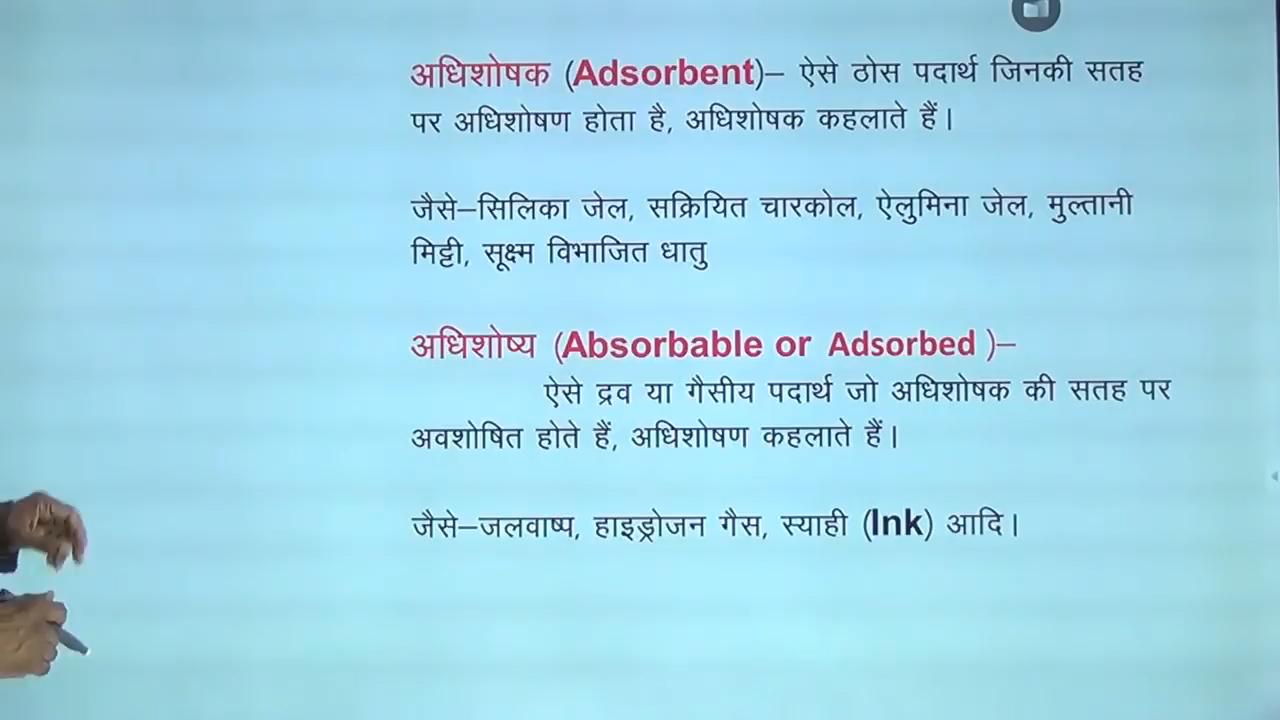 अधिशोषक (Adsorbent)– ऐसे ठोस पदार्थ जिनकी सतह
पर अधिशोषण होता है, अधिशोषक कहलाते हैं।
जैसे–सिलिका जेल, सक्रियित चारकोल, ऐलुमिना जेल, मुल्तानी
मिट्टी, सूक्ष्म विभाजित धातु
अधिशोष्य (Absorbable or Adsorbed )–
ऐसे द्रव या गैसीय पदार्थ जो अधिशोषक की सतह पर
अवशोषित होते हैं, अधिशोषण कहलाते हैं।
जैसे–जलवाष्प, हाइड्रोजन गैस, स्याही (Ink) आदि।